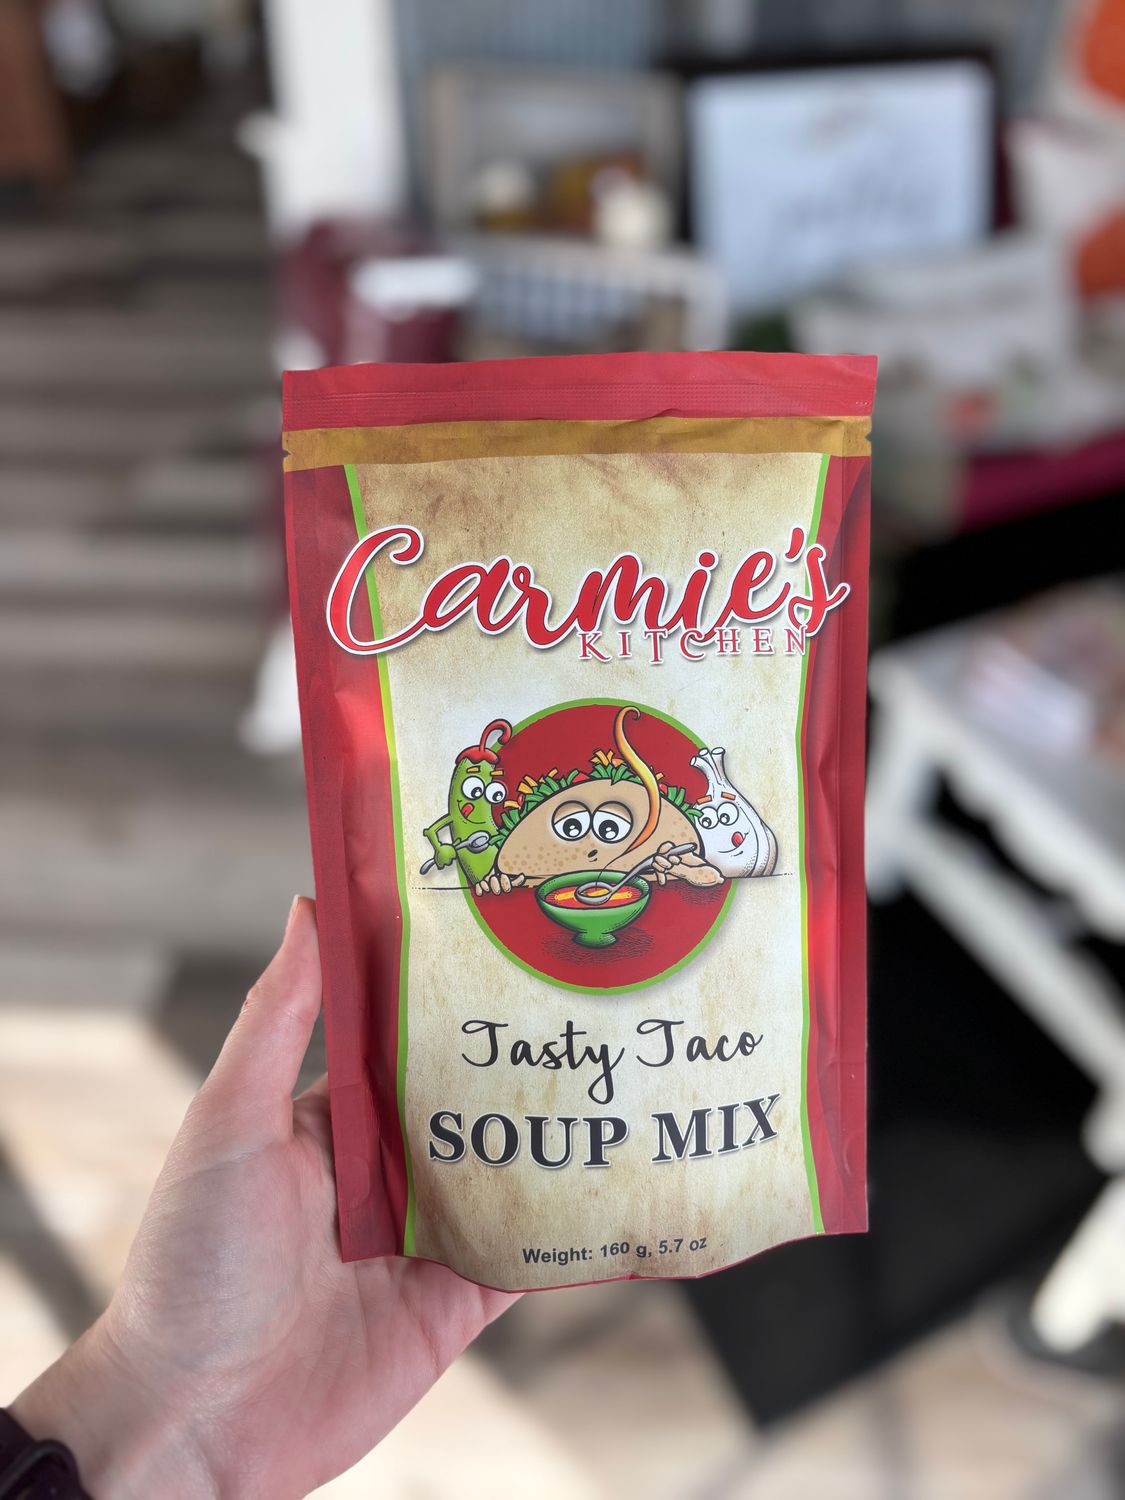 Carmie's
KITCHEN
Tasty Taco
SOUP MIX
Weight: 160 g, 5.7 oz